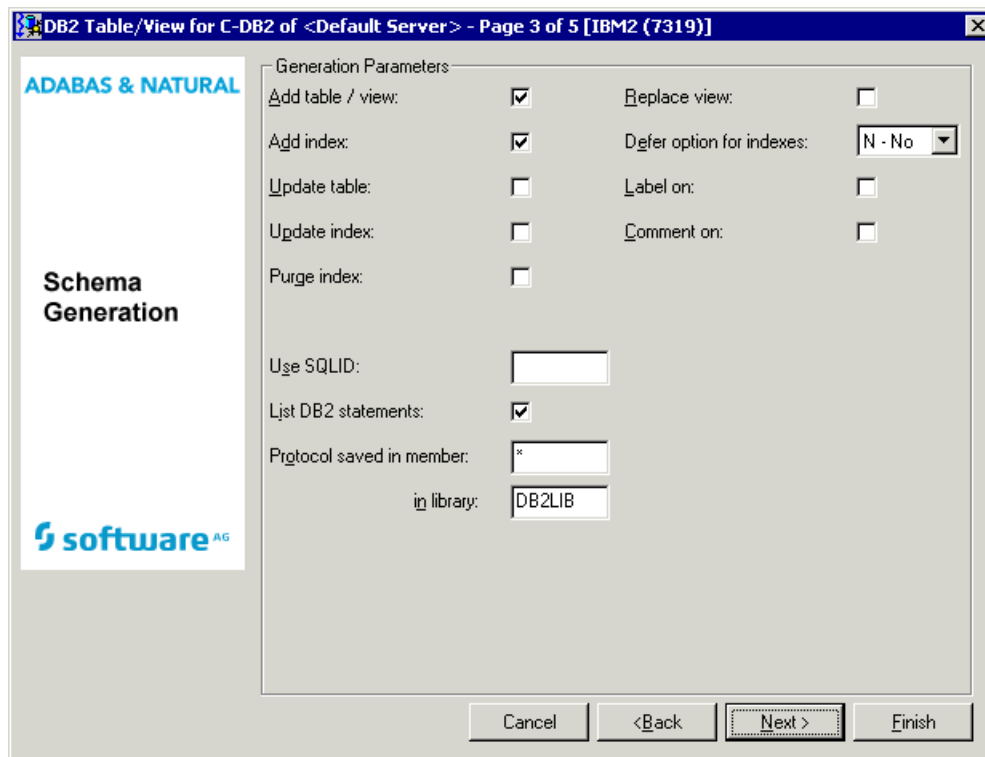 DB2 Table/View for C-DB2 of <Default Server> - Page 3 of 5 [IBM2 (7319)]
ADABAS & NATURAL
Schema
Generation
software AG
Generation Parameters
Add table / view:
Replace view:
Add index:
Defer option for indexes:
N - No
Update table:
Label on:
Update index:
Comment on:
Purge index:
Use SQLID:
List DB2 statements:
Protocol saved in member:
*
in library:
DB2LIB
Cancel
<Back
Next >
Finish